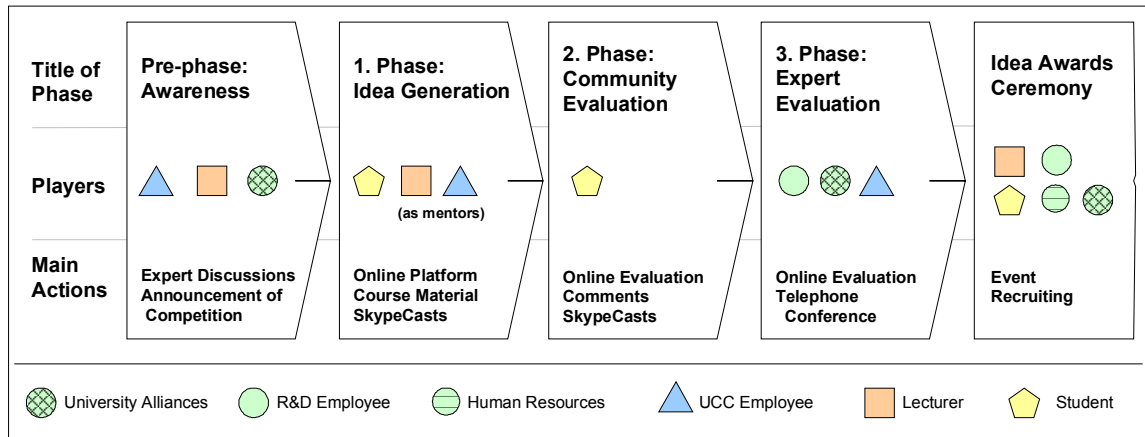 Title of
Phase
Pre-phase:
Awareness
1. Phase:
Idea Generation
2. Phase:
Community
Evaluation
3. Phase:
Expert
Evaluation
Idea Awards
Ceremony
Players
(as mentors)
Main
Actions
Expert Discussions
Announcement of
Competition
Online Platform
Course Material
SkypeCasts
Online Evaluation
Comments
SkypeCasts
Online Evaluation
Telephone
Conference
Event
Recruiting
University Alliances
R&D Employee
Human Resources
UCC Employee
Lecturer
Student